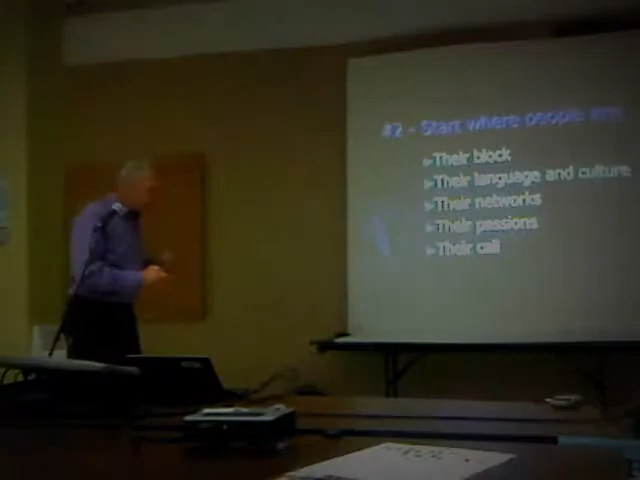 #2 - Start where people are
▹Their block
▹Their language and culture
▹Their networks
▹Their passions
▹Their call